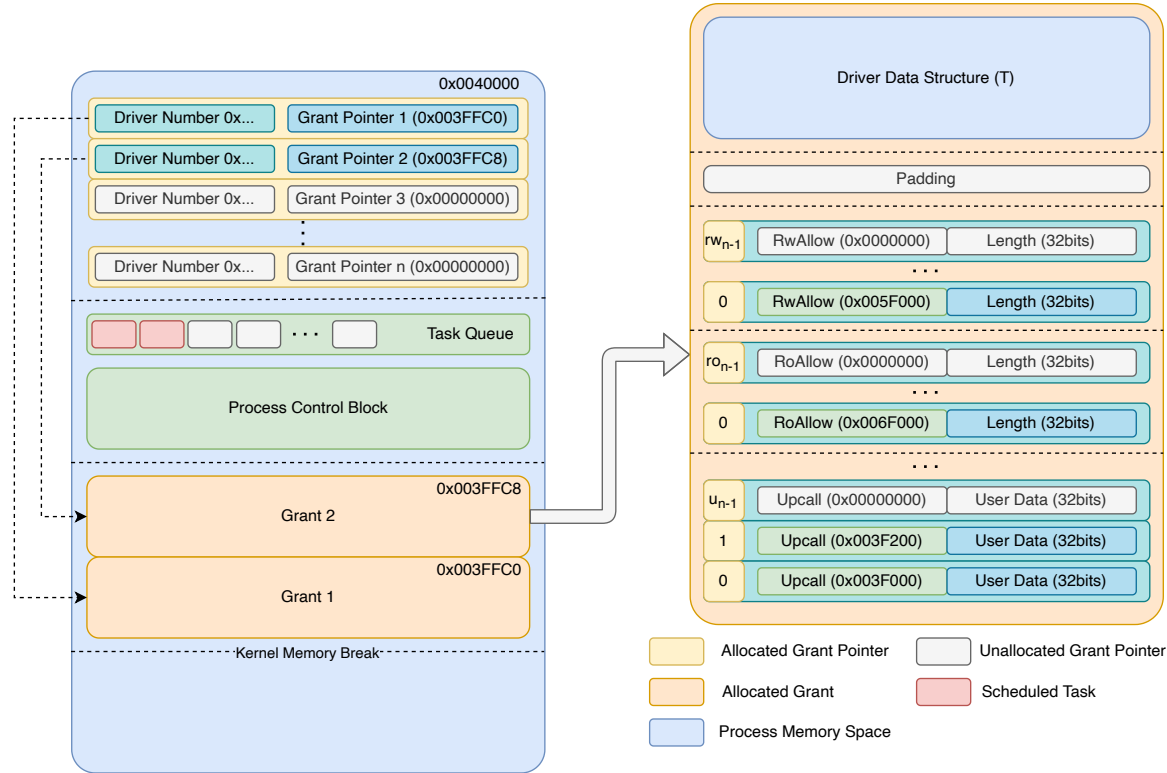 0x0040000
Driver Number 0x... Grant Pointer 1 (0x003FFC0)
Driver Number 0x... Grant Pointer 2 (0x003FFC8)
Driver Number 0x... Grant Pointer 3 (0x00000000)
Driver Number 0x... Grant Pointer n (0x00000000)
Task Queue
Process Control Block
0x003FFC8
Grant 2
0x003FFC0
Grant 1
Kernel Memory Break
Driver Data Structure (T)
Padding
rwn-1 RwAllow (0x0000000) Length (32bits)
...
0 RwAllow (0x005F000) Length (32bits)
ron-1 RoAllow (0x0000000) Length (32bits)
...
0 RoAllow (0x006F000) Length (32bits)
...
un-1 Upcall (0x00000000) User Data (32bits)
1 Upcall (0x003F200) User Data (32bits)
0 Upcall (0x003F000) User Data (32bits)
Allocated Grant Pointer
Unallocated Grant Pointer
Allocated Grant
Scheduled Task
Process Memory Space